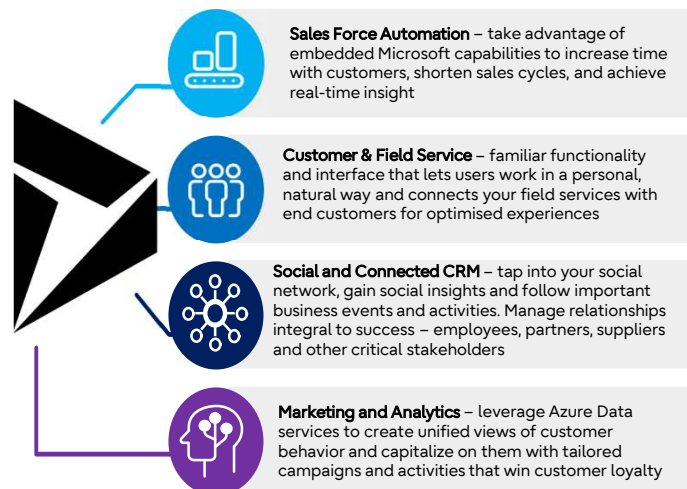 Sales Force Automation – take advantage of
embedded Microsoft capabilities to increase time
with customers, shorten sales cycles, and achieve
real-time insight
Customer & Field Service – familiar functionality
and interface that lets users work in a personal,
natural way and connects your field services with
end customers for optimised experiences
Social and Connected CRM – tap into your social
network, gain social insights and follow important
business events and activities. Manage relationships
integral to success – employees, partners, suppliers
and other critical stakeholders
Marketing and Analytics – leverage Azure Data
services to create unified views of customer
behavior and capitalize on them with tailored
campaigns and activities that win customer loyalty